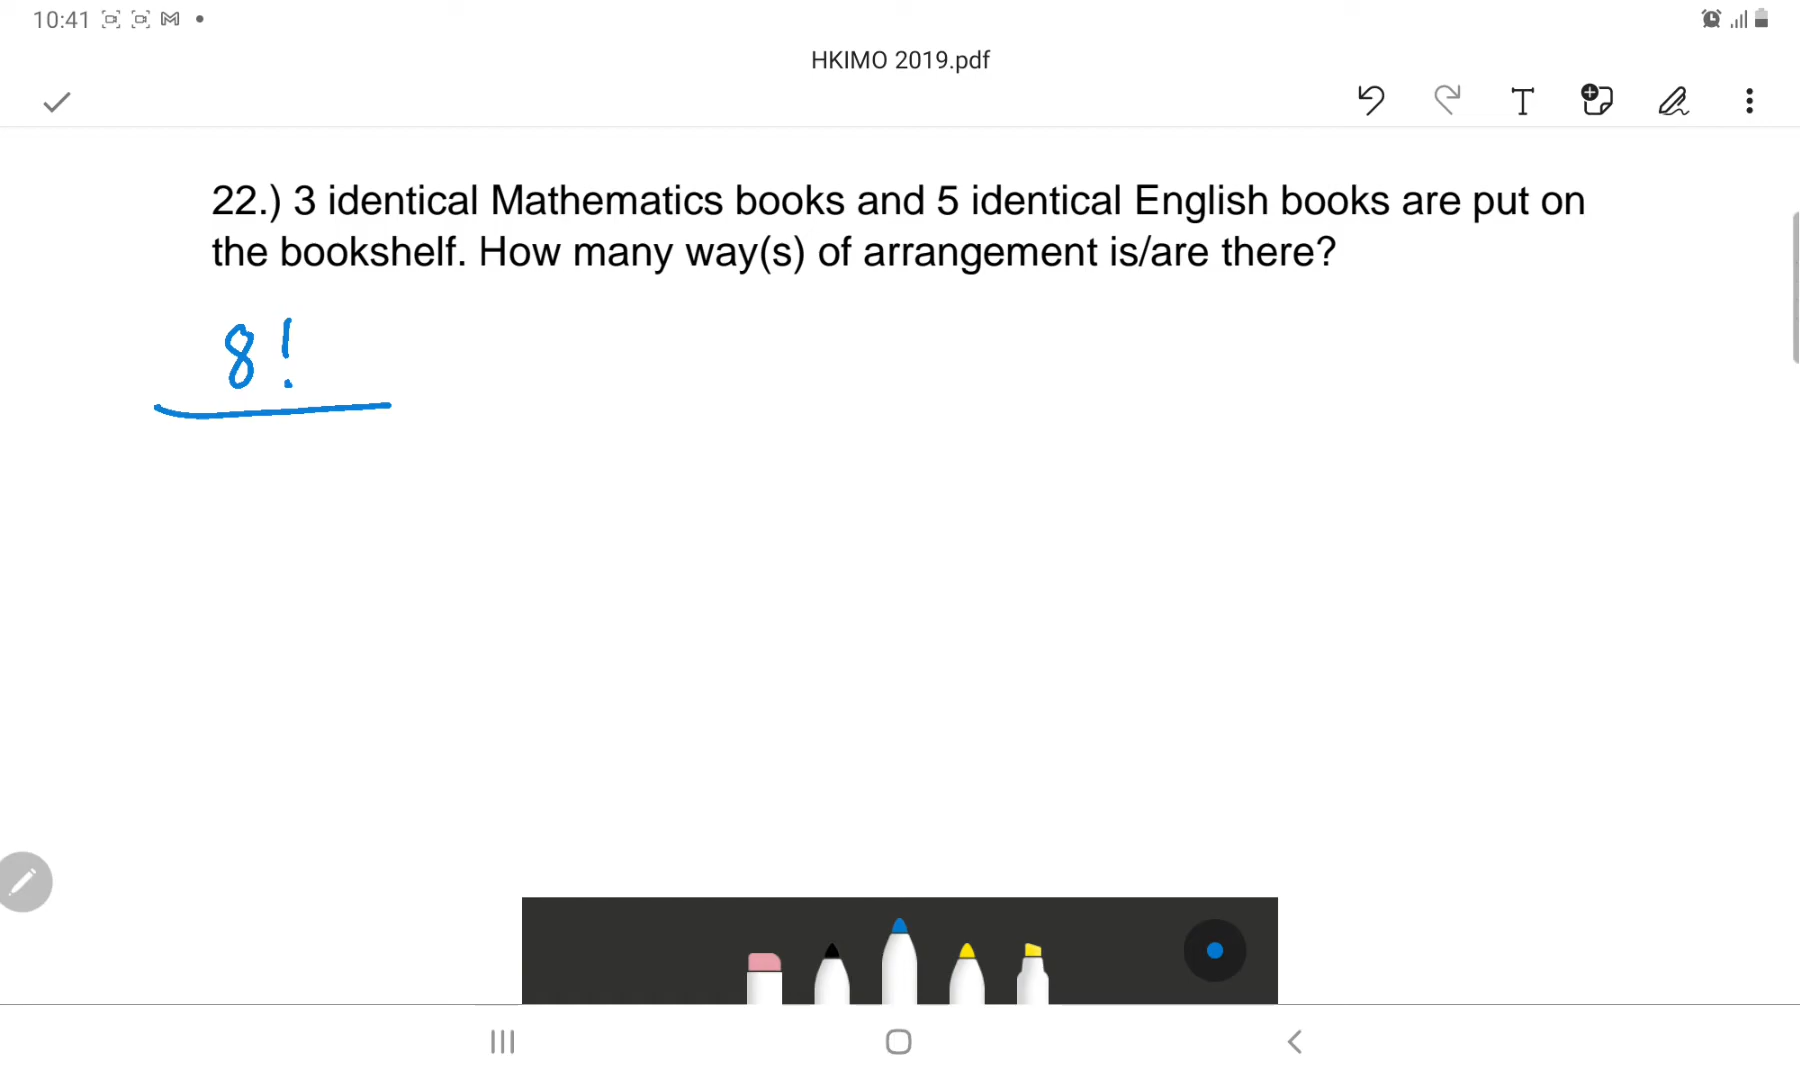 10:41
HKIMO 2019.pdf
22.) 3 identical Mathematics books and 5 identical English books are put on
the bookshelf. How many way(s) of arrangement is/are there?
8!